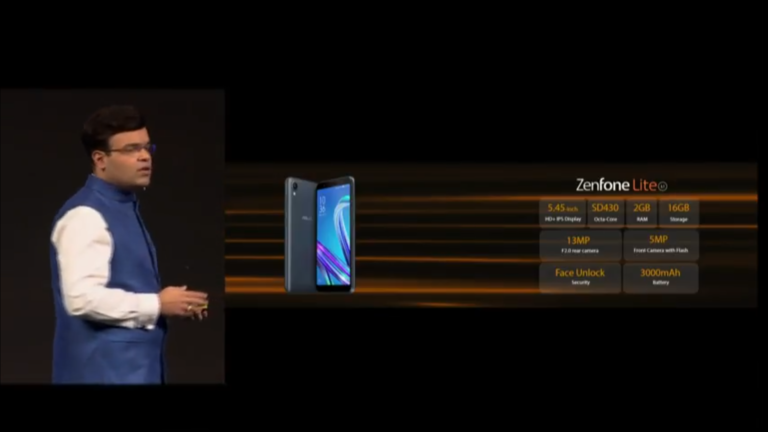 Zenfone Lite
5.45 inch
HD+ IPS Display
SD430
Octa-Core
2GB
RAM
16GB
Storage
13MP
F2.0 rear camera
5MP
Front Camera with Flash
Face Unlock
Security
3000mAh
Battery